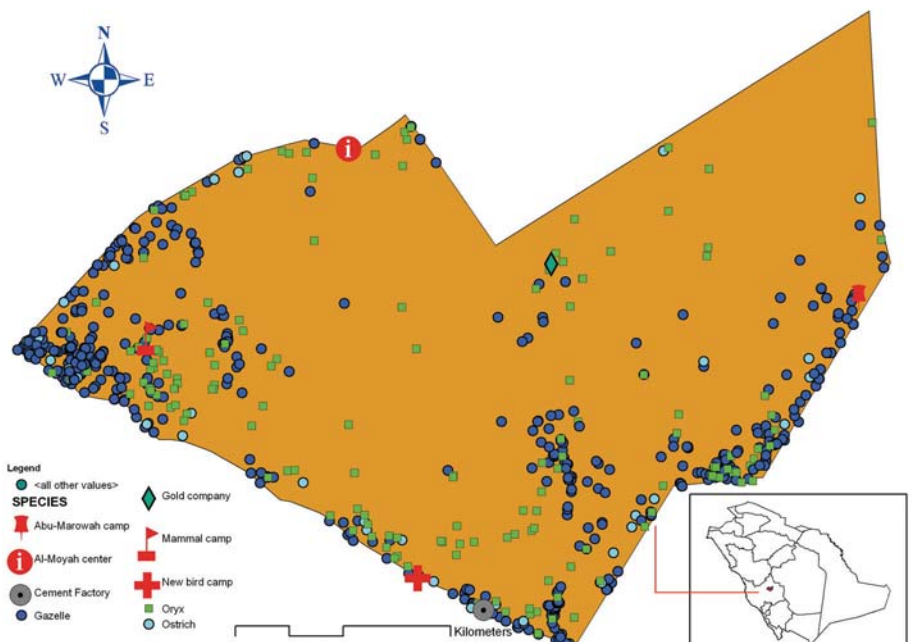 N
W
E
S
i
Legend
<all other values>
SPECIES
Abu-Marowah camp
i
Al-Moyah center
Cement Factory
Gazelle
Gold company
Mammal camp
New bird camp
Oryx
Ostrich
Kilometers